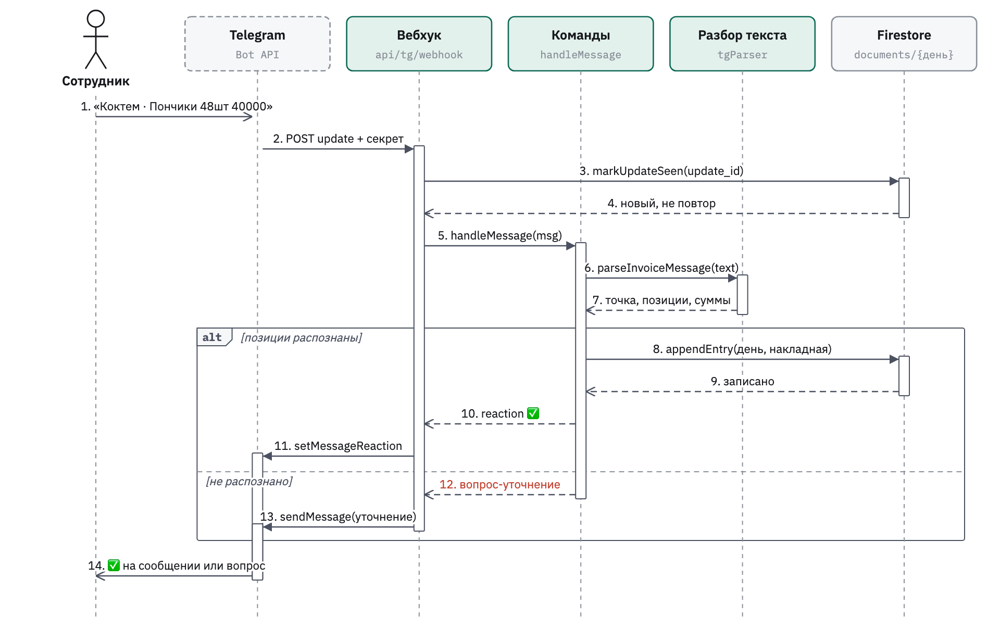 Сотрудник
Telegram
Bot API
Вебхук
api/tg/webhook
Команды
handleMessage
Разбор текста
tgParser
Firestore
documents/{день}
1. «Коктем · Пончики 48шт 40000»
2. POST update + секрет
3. markUpdateSeen(update_id)
4. новый, не повтор
5. handleMessage(msg)
6. parseInvoiceMessage(text)
7. точка, позиции, суммы
alt [позиции распознаны]
8. appendEntry(день, накладная)
9. записано
10. reaction ✅
11. setMessageReaction
[не распознано]
12. вопрос-уточнение
13. sendMessage(уточнение)
14. ✅ на сообщении или вопрос